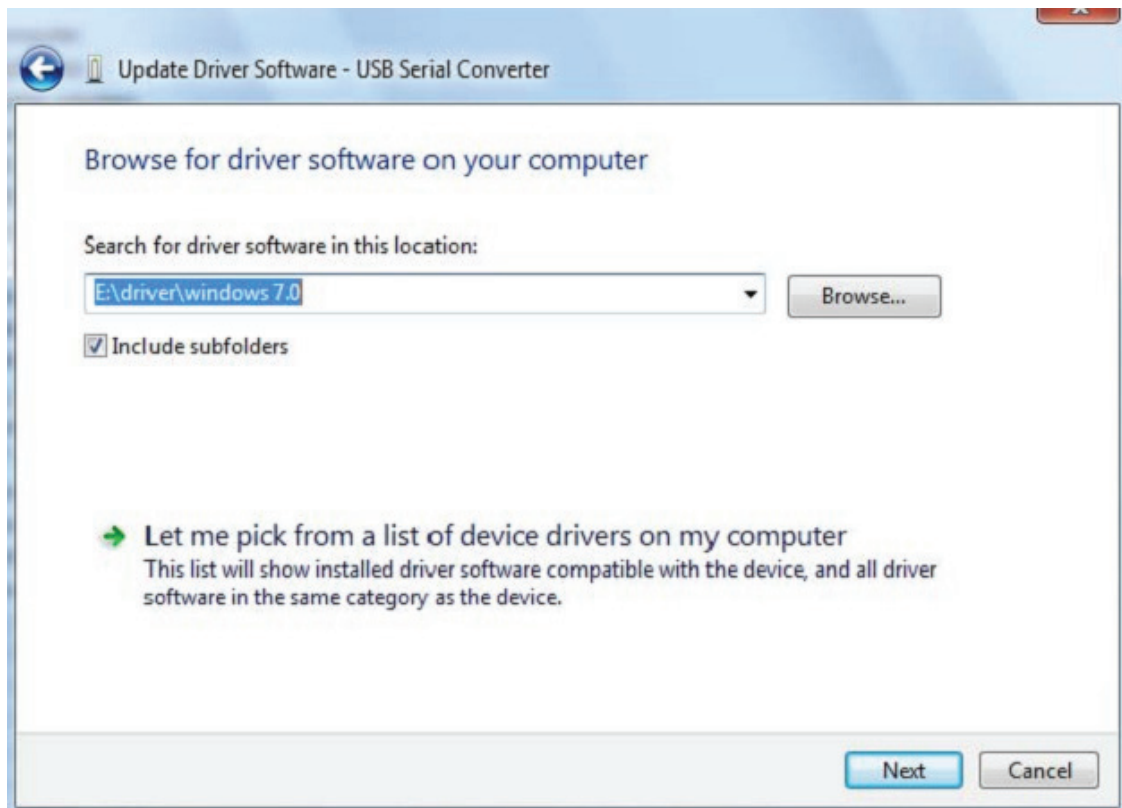 Update Driver Software - USB Serial Converter
Browse for driver software on your computer
Search for driver software in this location:
E:\driver\windows 7.0
Browse...
Include subfolders
Let me pick from a list of device drivers on my computer
This list will show installed driver software compatible with the device, and all driver
software in the same category as the device.
Next
Cancel